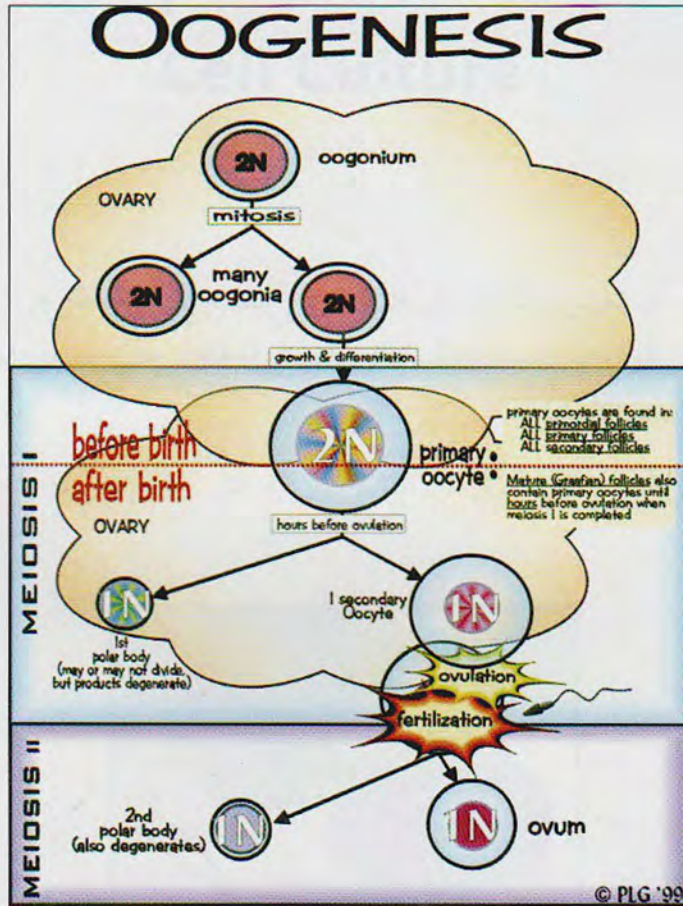 OOGENESIS
2N
oogonium
OVARY
mitosis
2N
many
oogonia
2N
growth & differentiation
MEIOSIS I
before birth
after birth
2N
primary
oocyte
primary oocytes are found in:
ALL primordial follicles
ALL primary follicles
ALL secondary follicles
Mature (Graafian) follicles also
contain primary oocytes until
hours before ovulation when
meiosis I is completed
OVARY
hours before ovulation
1N
1st
polar body
(may or may not divide,
but products degenerate)
1 secondary
Oocyte
1N
ovulation
fertilization
MEIOSIS II
2nd
polar body
(also degenerates)
1N
1N
ovum
© PLG '99